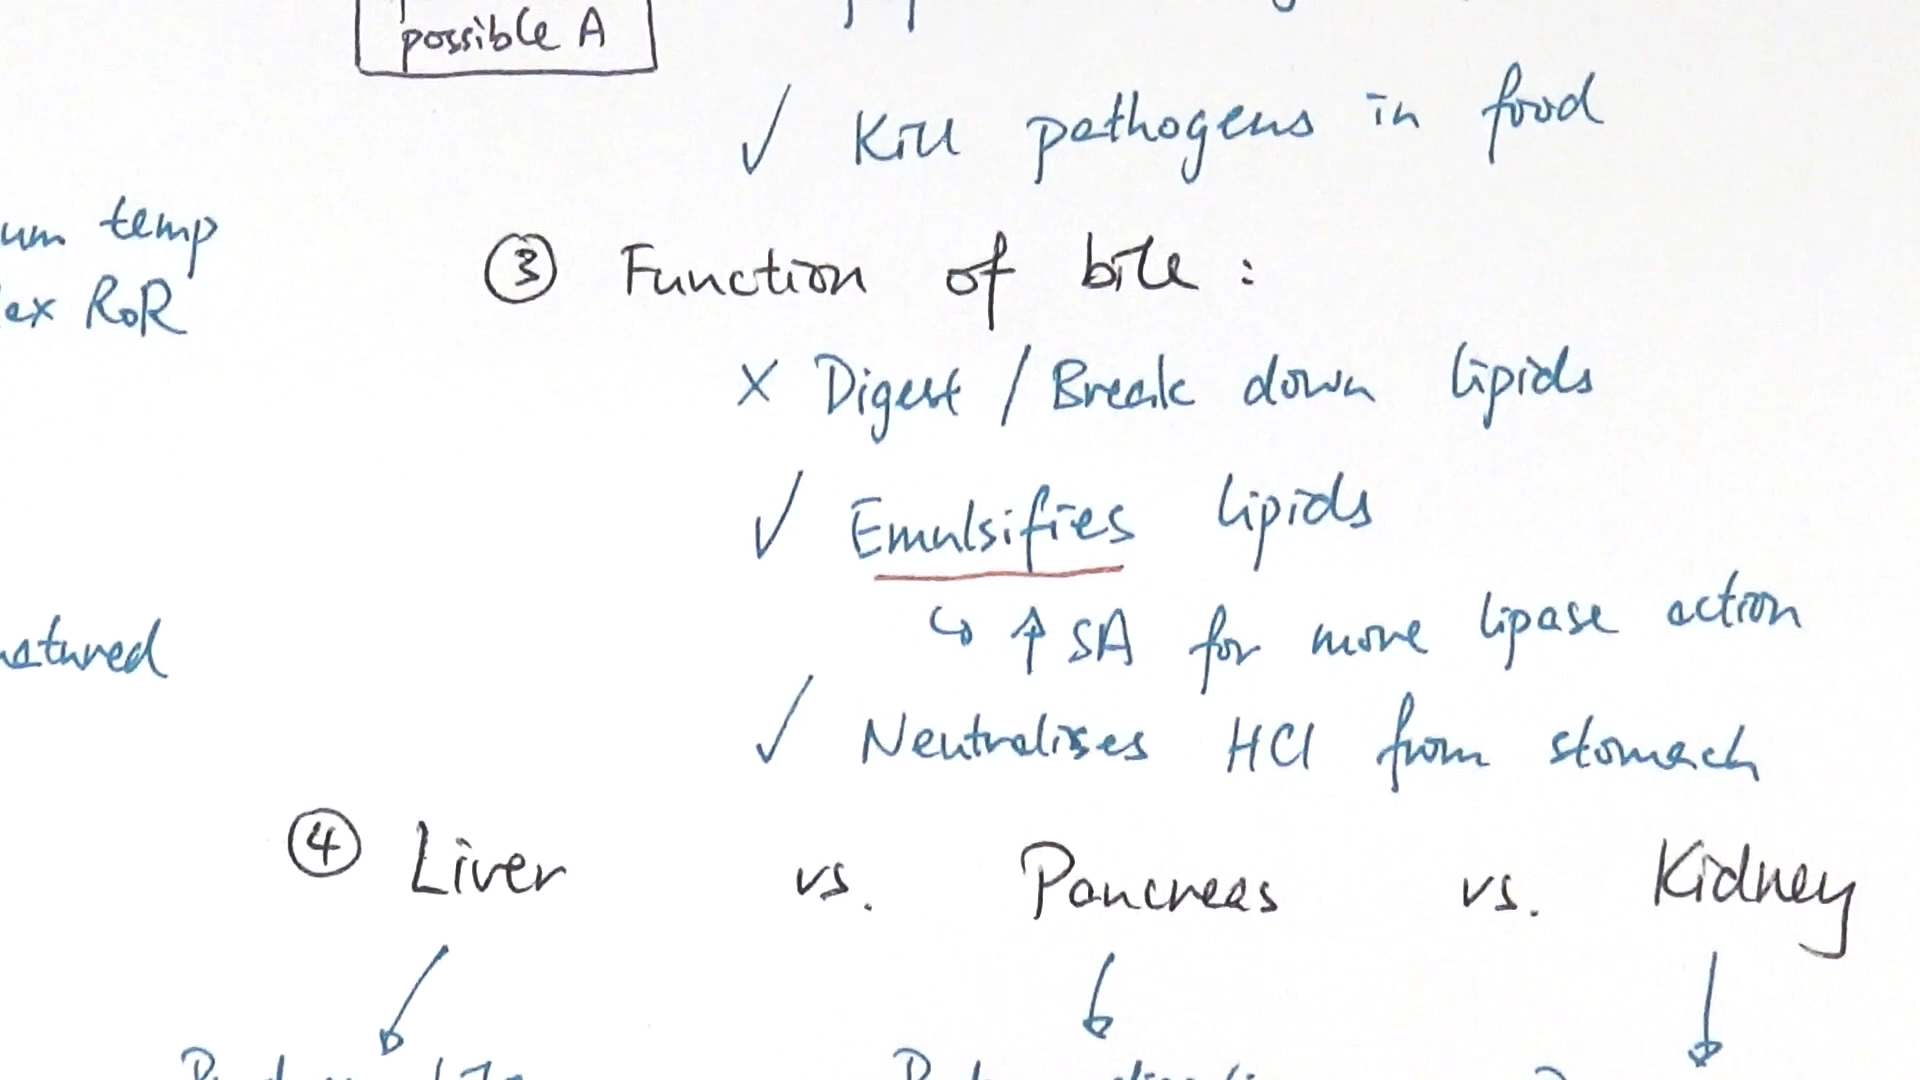 possible A
✓ Kill pathogens in food
um temp
ex RoR
③ Function of bile :
X Digest / Break down lipids
✓ Emulsifies lipids
↳ ↑ SA for more lipase action
natured
✓ Neutralises HCl from stomach
④ Liver vs. Pancreas vs. Kidney